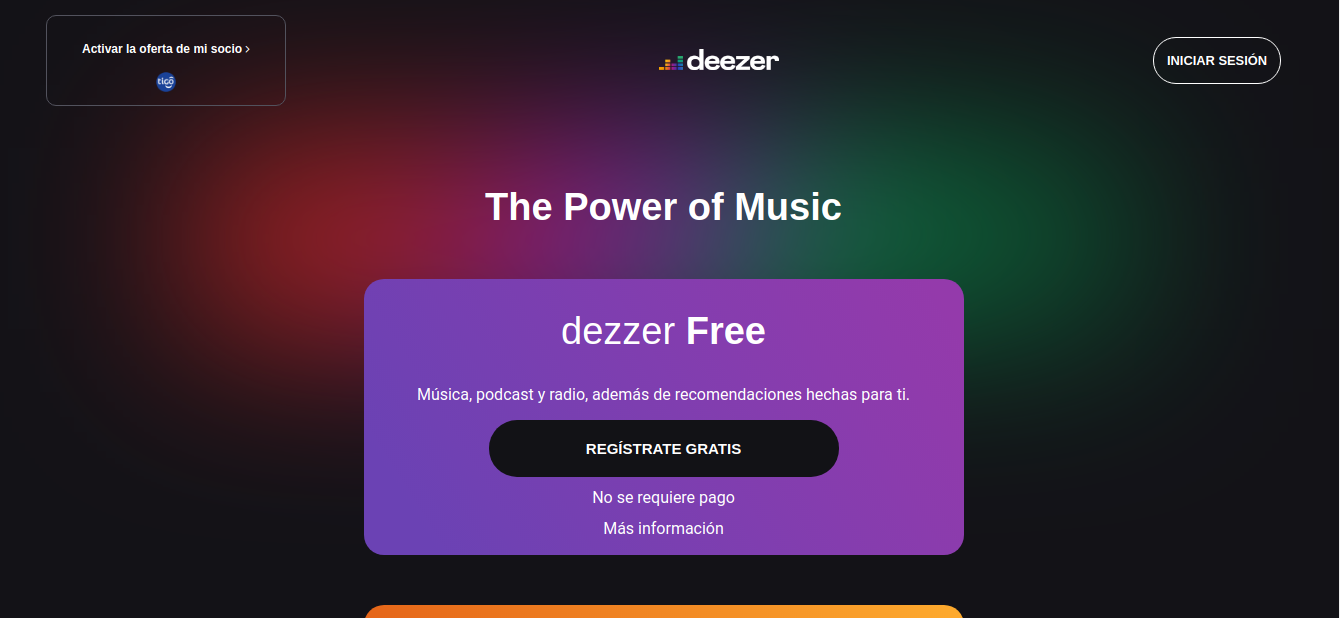 Activar la oferta de mi socio ›
tigo
deezer
INICIAR SESIÓN
The Power of Music
dezzer Free
Música, podcast y radio, además de recomendaciones hechas para ti.
REGÍSTRATE GRATIS
No se requiere pago
Más información